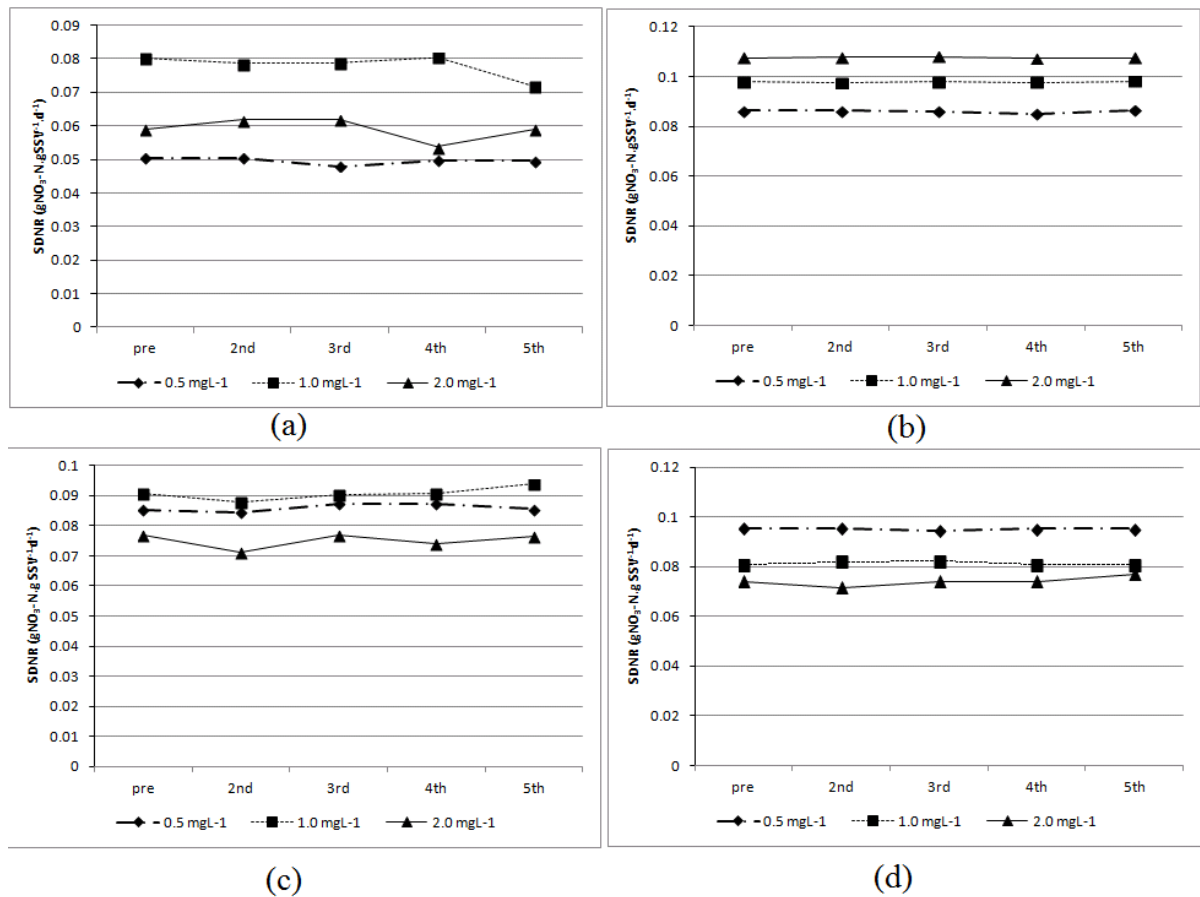 0.09
0.08
0.07
0.06
0.05
0.04
0.03
0.02
0.01
0
SDNR (gNO₃-N.gSSV⁻¹.d⁻¹)
pre 2nd 3rd 4th 5th
0.5 mgL-1 1.0 mgL-1 2.0 mgL-1
(a)
0.12
0.1
0.08
0.06
0.04
0.02
0
SDNR (gNO₃-N.gSSV⁻¹.d⁻¹)
pre 2nd 3rd 4th 5th
0.5 mgL-1 1.0 mgL-1 2.0 mgL-1
(b)
0.1
0.09
0.08
0.07
0.06
0.05
0.04
0.03
0.02
0.01
0
SDNR (gNO₃-N.g SSV⁻¹d⁻¹)
pre 2nd 3rd 4th 5th
0.5 mgL-1 1.0 mgL-1 2.0 mgL-1
(c)
0.12
0.1
0.08
0.06
0.04
0.02
0
SDNR (gNO₃-N.g SSV⁻¹d⁻¹)
pre 2nd 3rd 4th 5th
0.5 mgL-1 1.0 mgL-1 2.0 mgL-1
(d)